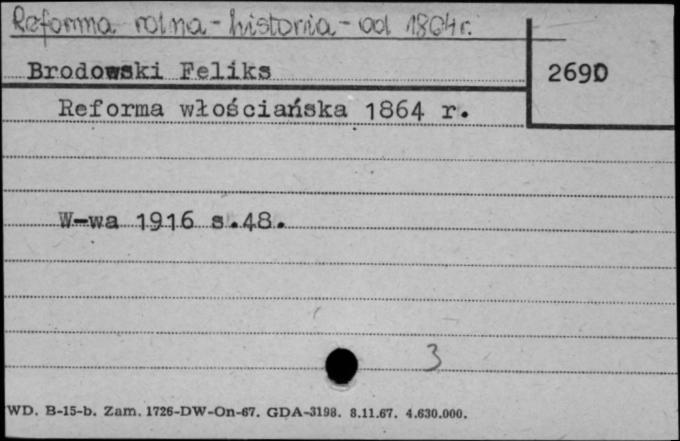 Reforma rolna - historia - od 1864 r.
Brodowski Feliks
2690
Reforma włościańska 1864 r.
W-wa 1916 s.48.
3
WD. B-15-b. Zam. 1726-DW-On-67. GDA-3198. 8.11.67. 4.630.000.